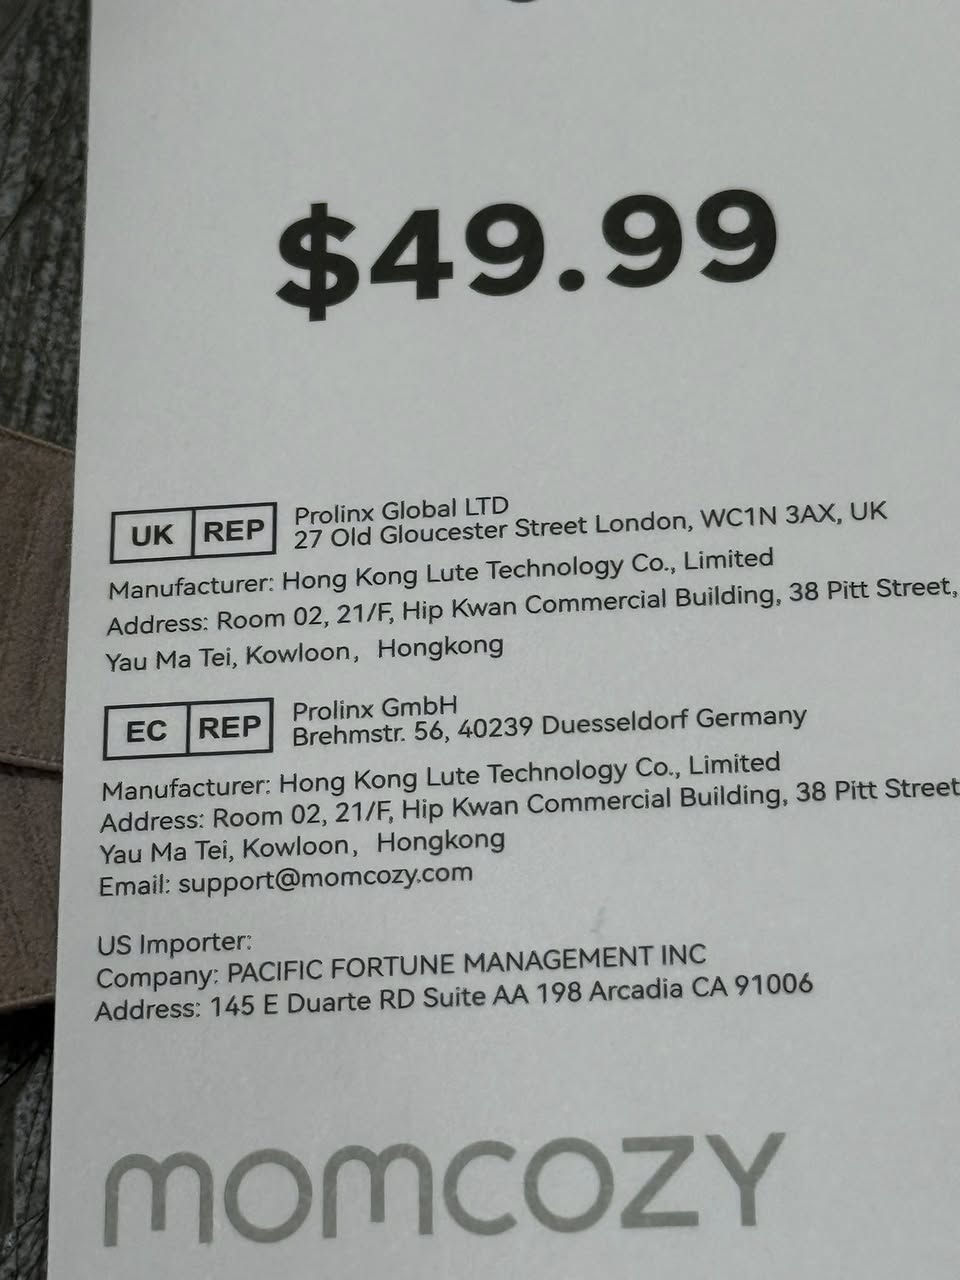 $49.99
UK REP Prolinx Global LTD
27 Old Gloucester Street London, WC1N 3AX, UK
Manufacturer: Hong Kong Lute Technology Co., Limited
Address: Room 02, 21/F, Hip Kwan Commercial Building, 38 Pitt Street,
Yau Ma Tei, Kowloon, Hongkong
EC REP Prolinx GmbH
Brehmstr. 56, 40239 Duesseldorf Germany
Manufacturer: Hong Kong Lute Technology Co., Limited
Address: Room 02, 21/F, Hip Kwan Commercial Building, 38 Pitt Street
Yau Ma Tei, Kowloon, Hongkong
Email: support@momcozy.com
US Importer:
Company: PACIFIC FORTUNE MANAGEMENT INC
Address: 145 E Duarte RD Suite AA 198 Arcadia CA 91006
momcozy